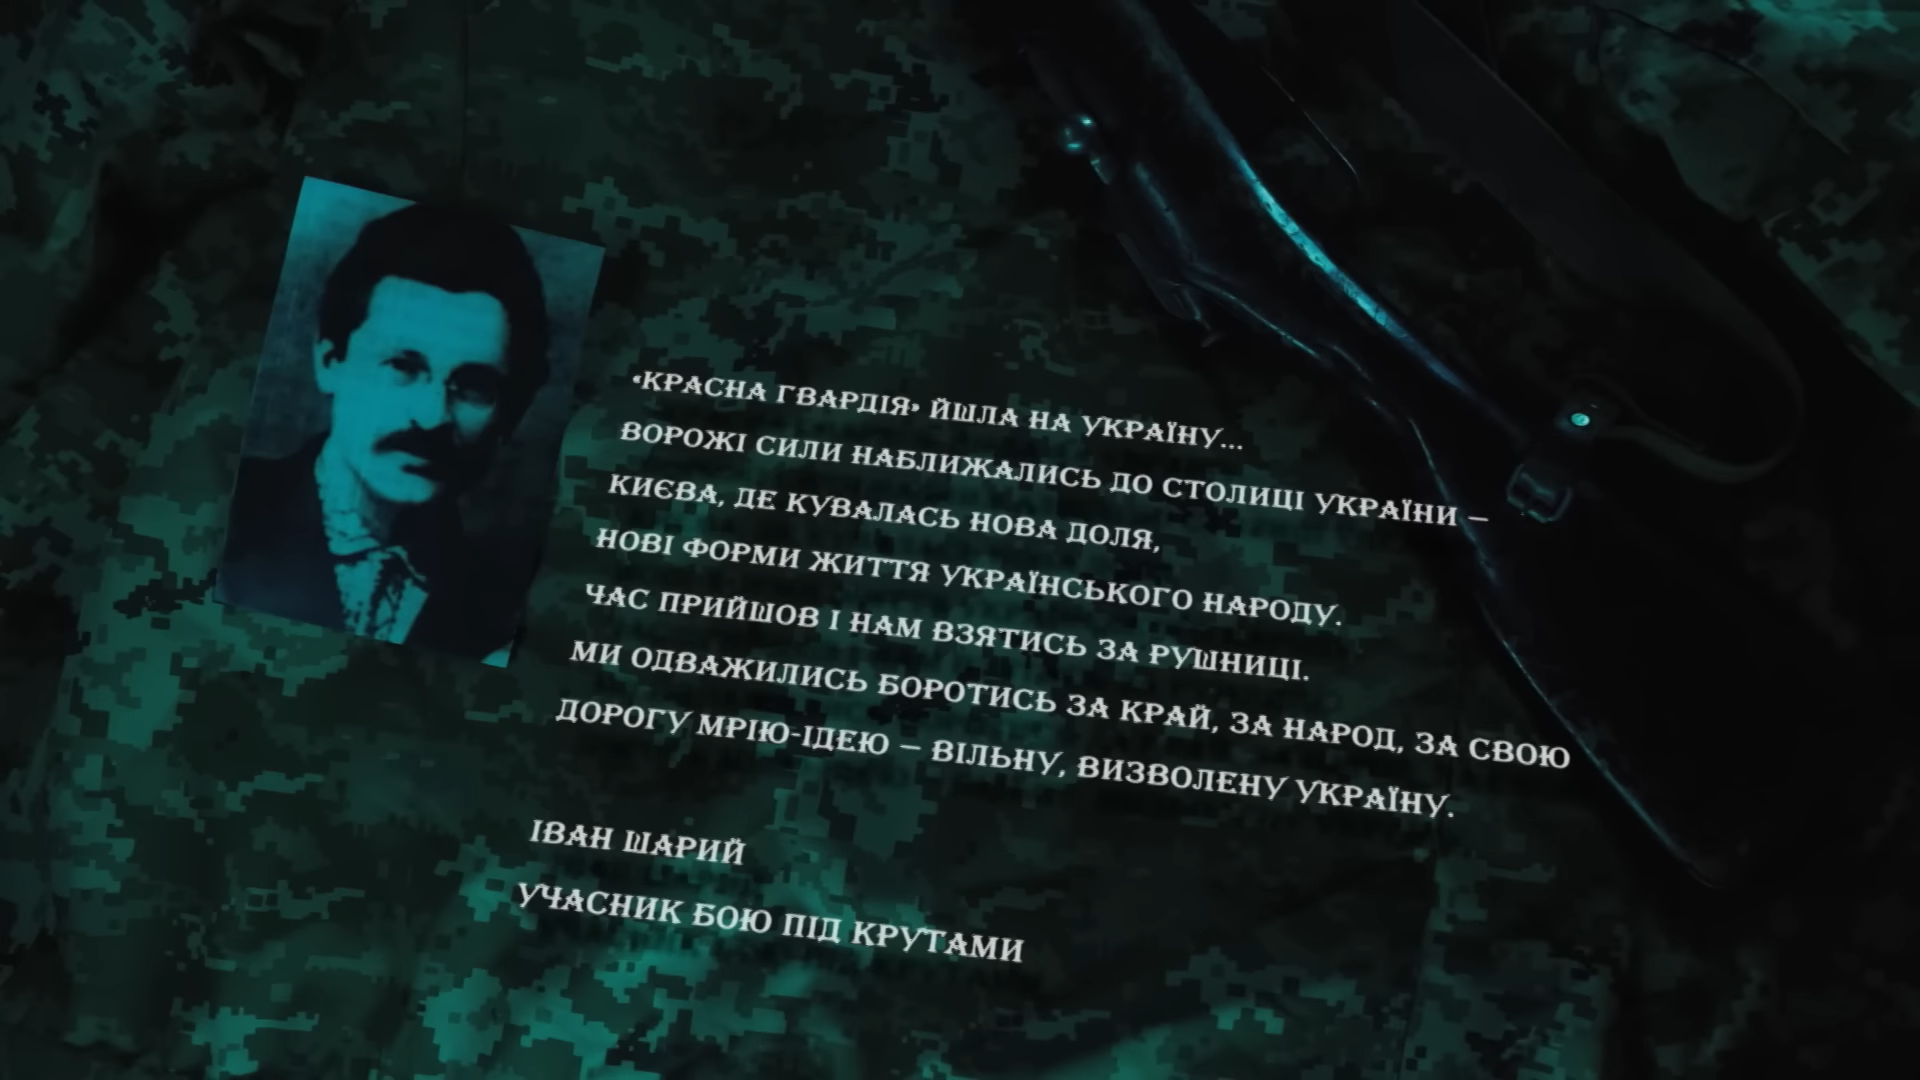 «КРАСНА ГВАРДІЯ» ЙШЛА НА УКРАЇНУ...
ВОРОЖІ СИЛИ НАБЛИЖАЛИСЬ ДО СТОЛИЦІ УКРАЇНИ –
КИЄВА, ДЕ КУВАЛАСЬ НОВА ДОЛЯ,
НОВІ ФОРМИ ЖИТТЯ УКРАЇНСЬКОГО НАРОДУ.
ЧАС ПРИЙШОВ І НАМ ВЗЯТИСЬ ЗА РУШНИЦІ.
МИ ОДВАЖИЛИСЬ БОРОТИСЬ ЗА КРАЙ, ЗА НАРОД, ЗА СВОЮ
ДОРОГУ МРІЮ-ІДЕЮ – ВІЛЬНУ, ВИЗВОЛЕНУ УКРАЇНУ.
ІВАН ШАРИЙ
УЧАСНИК БОЮ ПІД КРУТАМИ